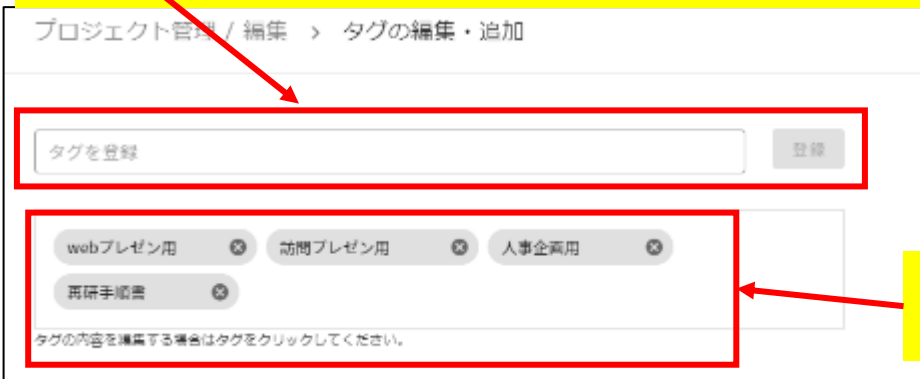 プロジェクト管理 / 編集 > タグの編集・追加
タグを登録
登録
webプレゼン用
訪問プレゼン用
人事企画用
再研手順書
タグの内容を編集する場合はタグをクリックしてください。